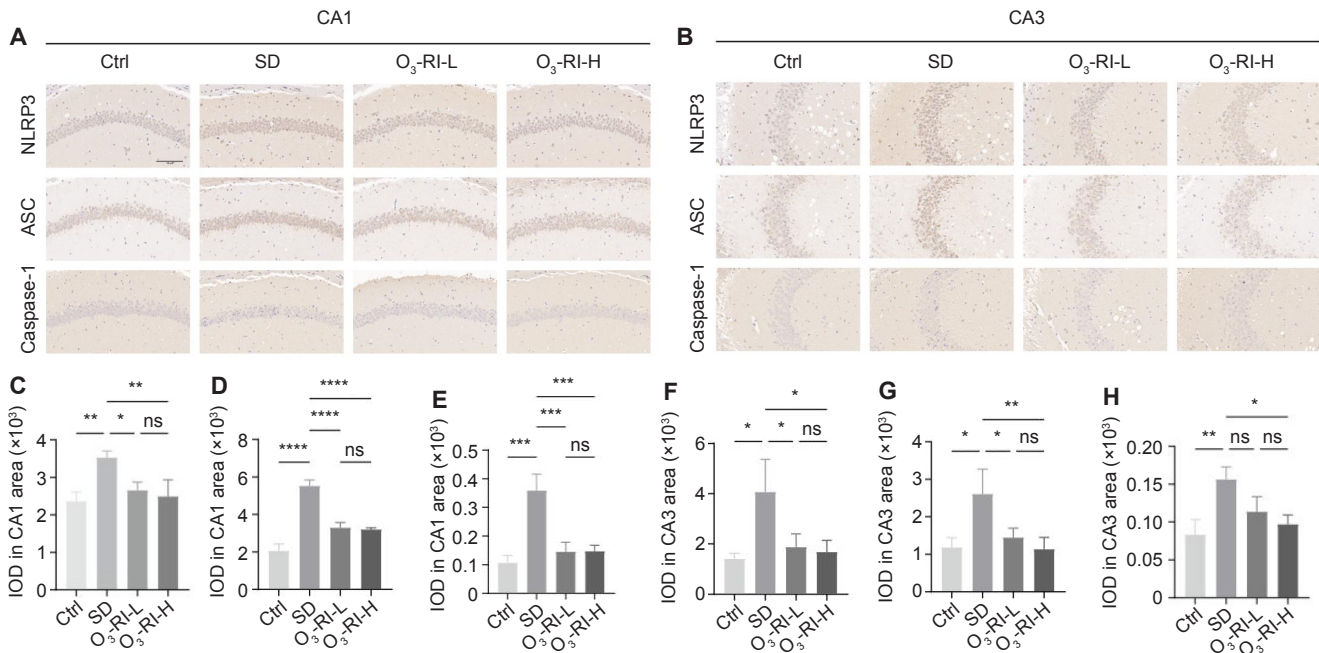 CA1
CA3
A
B
Ctrl SD O₃-RI-L O₃-RI-H
Ctrl SD O₃-RI-L O₃-RI-H
NLRP3
ASC
Caspase-1
NLRP3
ASC
Caspase-1
C
IOD in CA1 area (×10³)
**
** * ns
4
3
2
1
0
Ctrl SD O₃-RI-L O₃-RI-H
D
IOD in CA1 area (×10³)
****
****
**** ns
8
6
4
2
0
Ctrl SD O₃-RI-L O₃-RI-H
E
IOD in CA1 area (×10³)
***
***
*** ns
0.5
0.4
0.3
0.2
0.1
0
Ctrl SD O₃-RI-L O₃-RI-H
F
IOD in CA3 area (×10³)
*
* * ns
6
4
2
0
Ctrl SD O₃-RI-L O₃-RI-H
G
IOD in CA3 area (×10³)
**
* * ns
4
3
2
1
0
Ctrl SD O₃-RI-L O₃-RI-H
H
IOD in CA3 area (×10³)
*
** ns ns
0.20
0.15
0.10
0.05
0
Ctrl SD O₃-RI-L O₃-RI-H